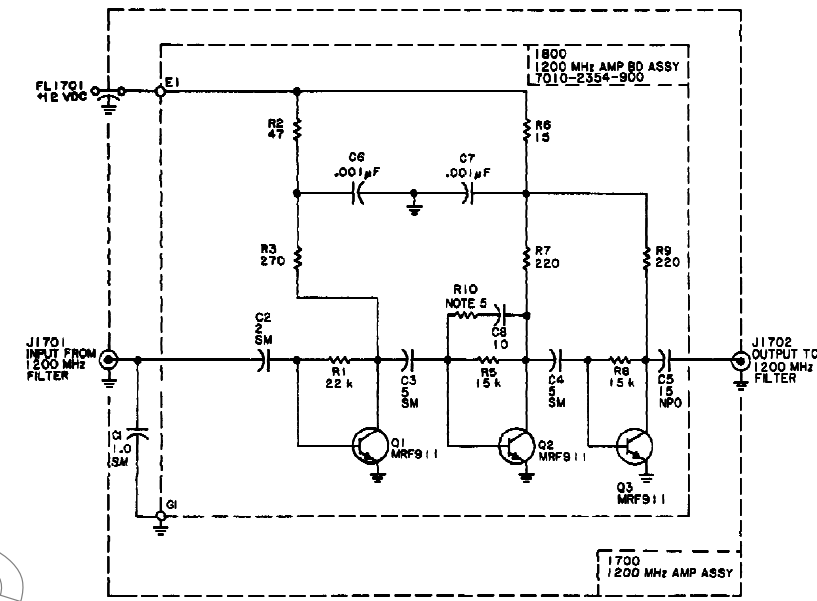 1800
1200 MHz AMP BD ASSY
7010-2354-900
FL1701
+12 VDC
E1
R2
47
R6
15
C6
.001µF
C7
.001µF
R3
270
R7
220
R9
220
R10
NOTE 5
C8
10
C2
2
SM
J1701
INPUT FROM
1200 MHz
FILTER
J1702
OUTPUT TO
1200 MHz
FILTER
R1
22 k
C3
5
SM
R5
15 k
C4
5
SM
R8
15 k
C5
15
NPO
C1
1.0
SM
Q1
MRF911
Q2
MRF911
Q3
MRF911
G1
1700
1200 MHz AMP ASSY